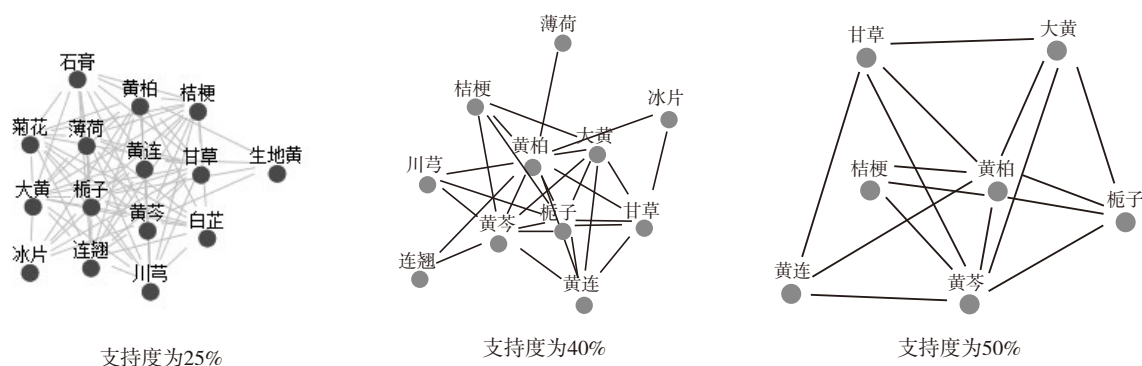 石膏
黄柏
桔梗
菊花
薄荷
黄连
甘草
生地黄
大黄
栀子
黄芩
白芷
冰片
连翘
川芎
支持度为25%
薄荷
桔梗
冰片
黄柏
大黄
川芎
黄芩
栀子
甘草
连翘
黄连
支持度为40%
甘草
大黄
桔梗
黄柏
栀子
黄连
黄芩
支持度为50%